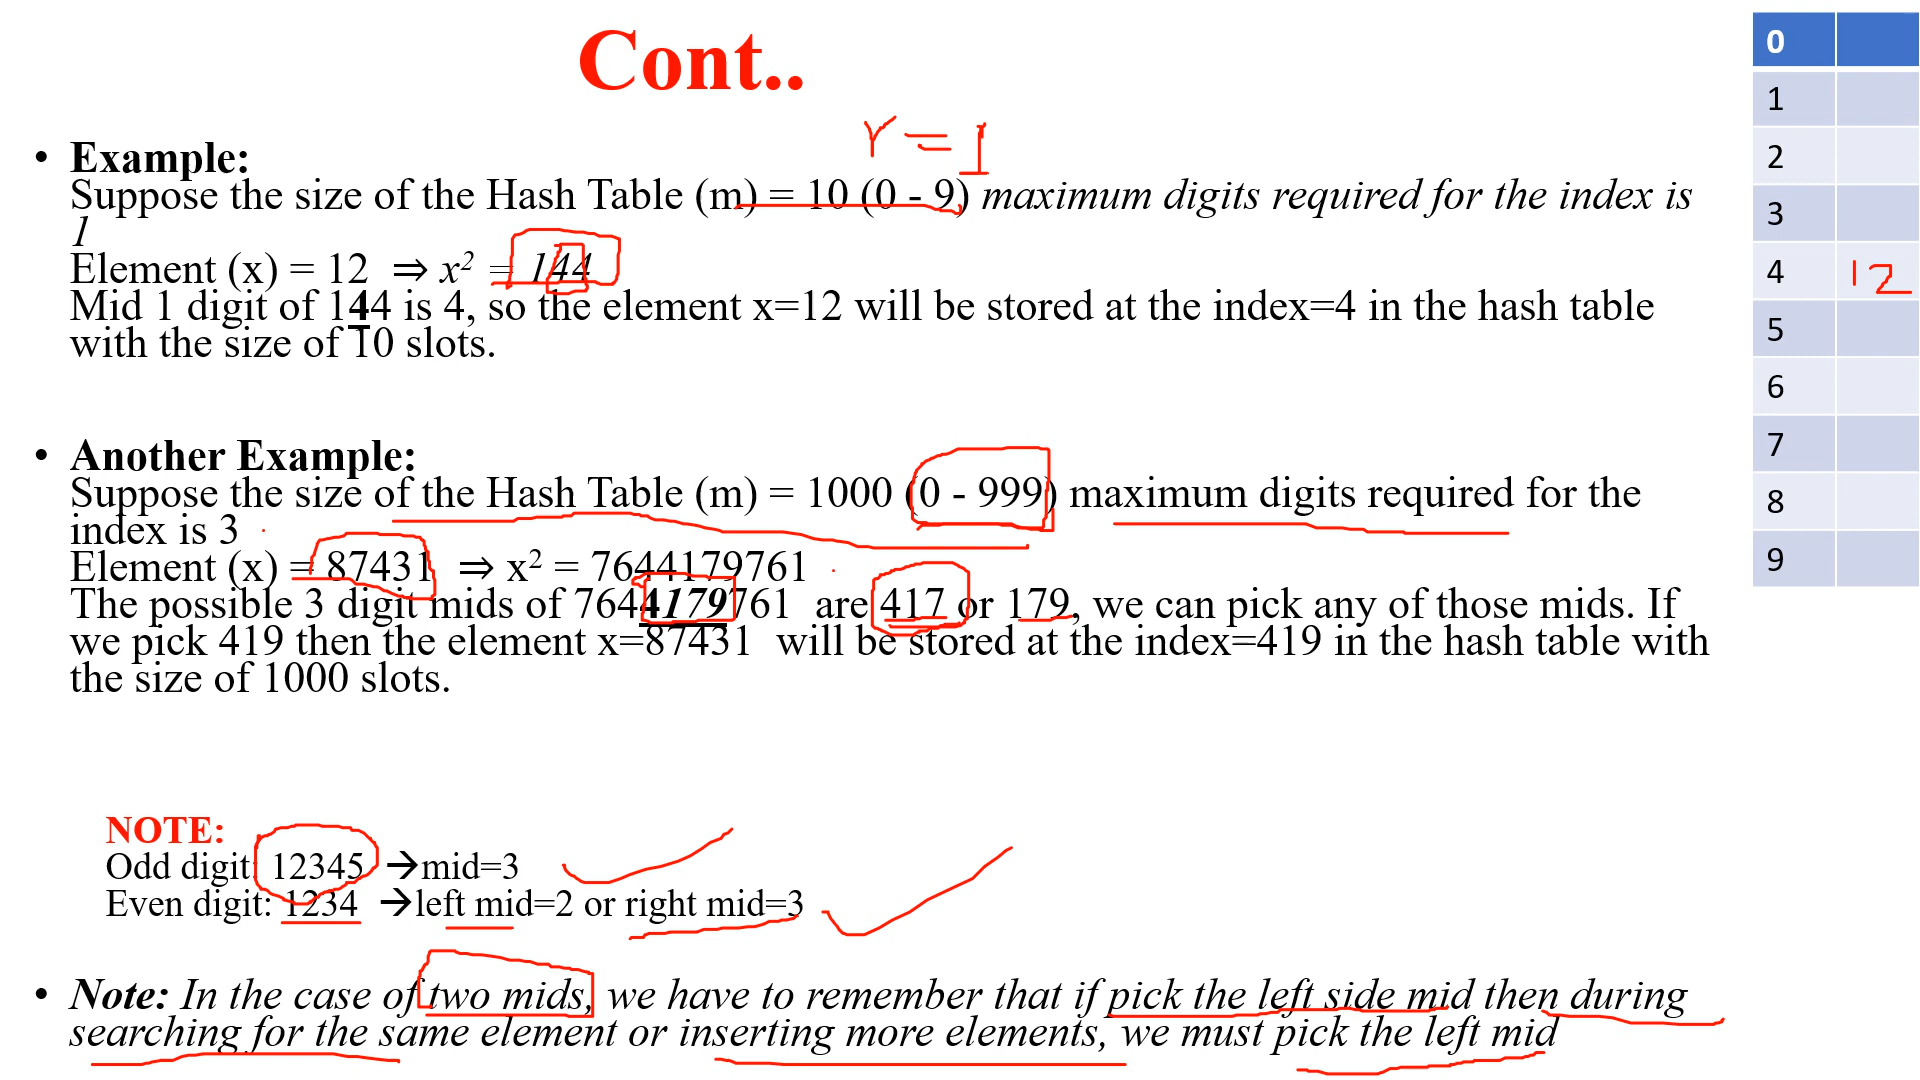 Cont..
r = 1
• Example:
Suppose the size of the Hash Table (m) = 10 (0 - 9) maximum digits required for the index is
1
Element (x) = 12 ⇒ x² = 144
Mid 1 digit of 144 is 4, so the element x=12 will be stored at the index=4 in the hash table
with the size of 10 slots.
• Another Example:
Suppose the size of the Hash Table (m) = 1000 (0 - 999) maximum digits required for the
index is 3
Element (x) = 87431 ⇒ x² = 7644179761
The possible 3 digit mids of 7644179761 are 417 or 179, we can pick any of those mids. If
we pick 419 then the element x=87431 will be stored at the index=419 in the hash table with
the size of 1000 slots.
NOTE:
Odd digit: 12345 →mid=3
Even digit: 1234 →left mid=2 or right mid=3
• Note: In the case of two mids, we have to remember that if pick the left side mid then during
searching for the same element or inserting more elements, we must pick the left mid
0
1
2
3
4 12
5
6
7
8
9